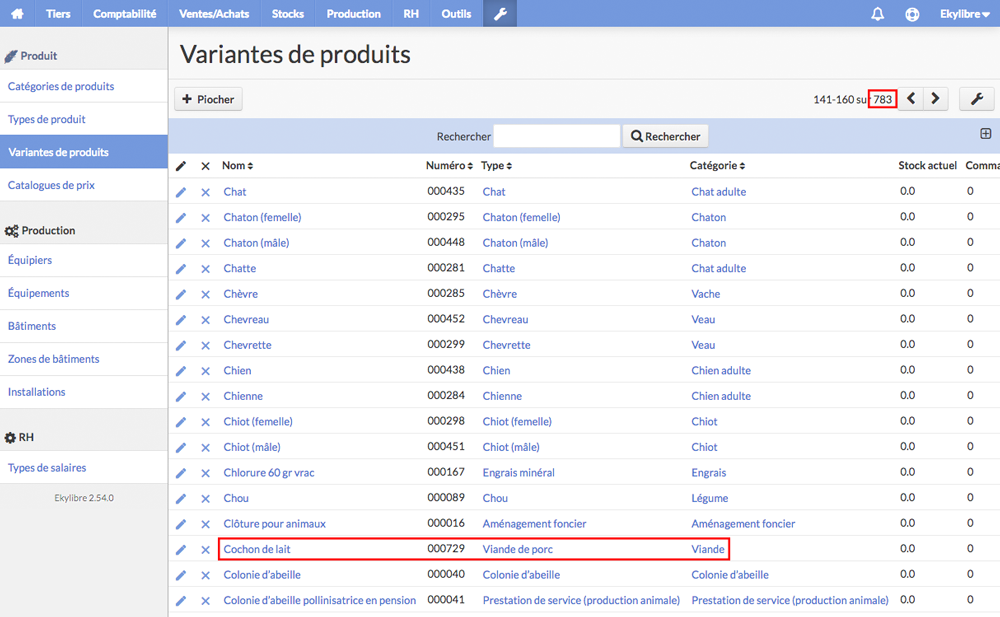 Tiers Comptabilité Ventes/Achats Stocks Production RH Outils Ekylibre
Produit
Catégories de produits
Types de produit
Variantes de produits
Catalogues de prix
Production
Équipiers
Équipements
Bâtiments
Zones de bâtiments
Installations
RH
Types de salaires
Ekylibre 2.54.0
Variantes de produits
Piocher 141-160 su 783
Rechercher Rechercher
Nom Numéro Type Catégorie Stock actuel Comma
Chat 000435 Chat Chat adulte 0.0 0
Chaton (femelle) 000295 Chaton (femelle) Chaton 0.0 0
Chaton (mâle) 000448 Chaton (mâle) Chaton 0.0 0
Chatte 000281 Chatte Chat adulte 0.0 0
Chèvre 000285 Chèvre Vache 0.0 0
Chevreau 000452 Chevreau Veau 0.0 0
Chevrette 000299 Chevrette Veau 0.0 0
Chien 000438 Chien Chien adulte 0.0 0
Chienne 000284 Chienne Chien adulte 0.0 0
Chiot (femelle) 000298 Chiot (femelle) Chiot 0.0 0
Chiot (mâle) 000451 Chiot (mâle) Chiot 0.0 0
Chlorure 60 gr vrac 000167 Engrais minéral Engrais 0.0 0
Chou 000089 Chou Légume 0.0 0
Clôture pour animaux 000016 Aménagement foncier Aménagement foncier 0.0 0
Cochon de lait 000729 Viande de porc Viande 0.0 0
Colonie d'abeille 000040 Colonie d'abeille Colonie d'abeille 0.0 0
Colonie d'abeille pollinisatrice en pension 000041 Prestation de service (production animale) Prestation de service (production animale) 0.0 0